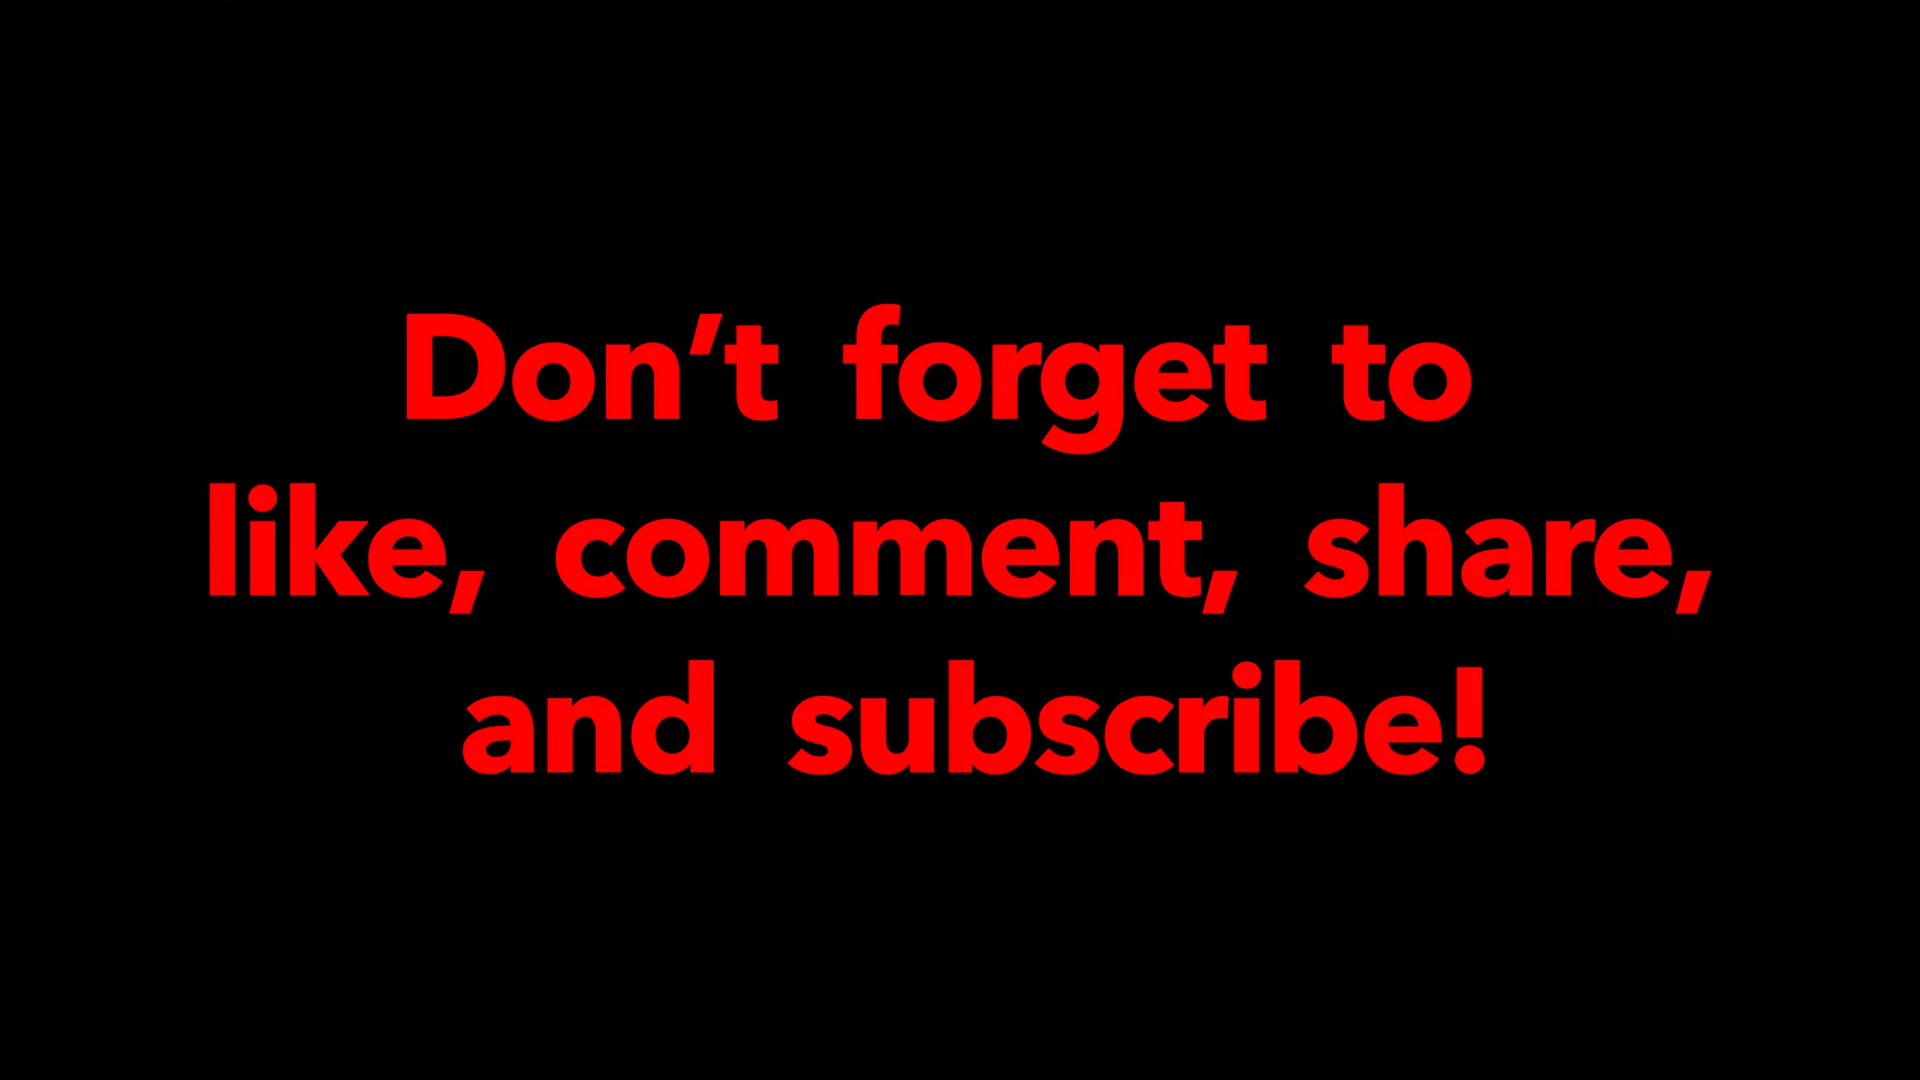 Don’t forget to
like, comment, share,
and subscribe!